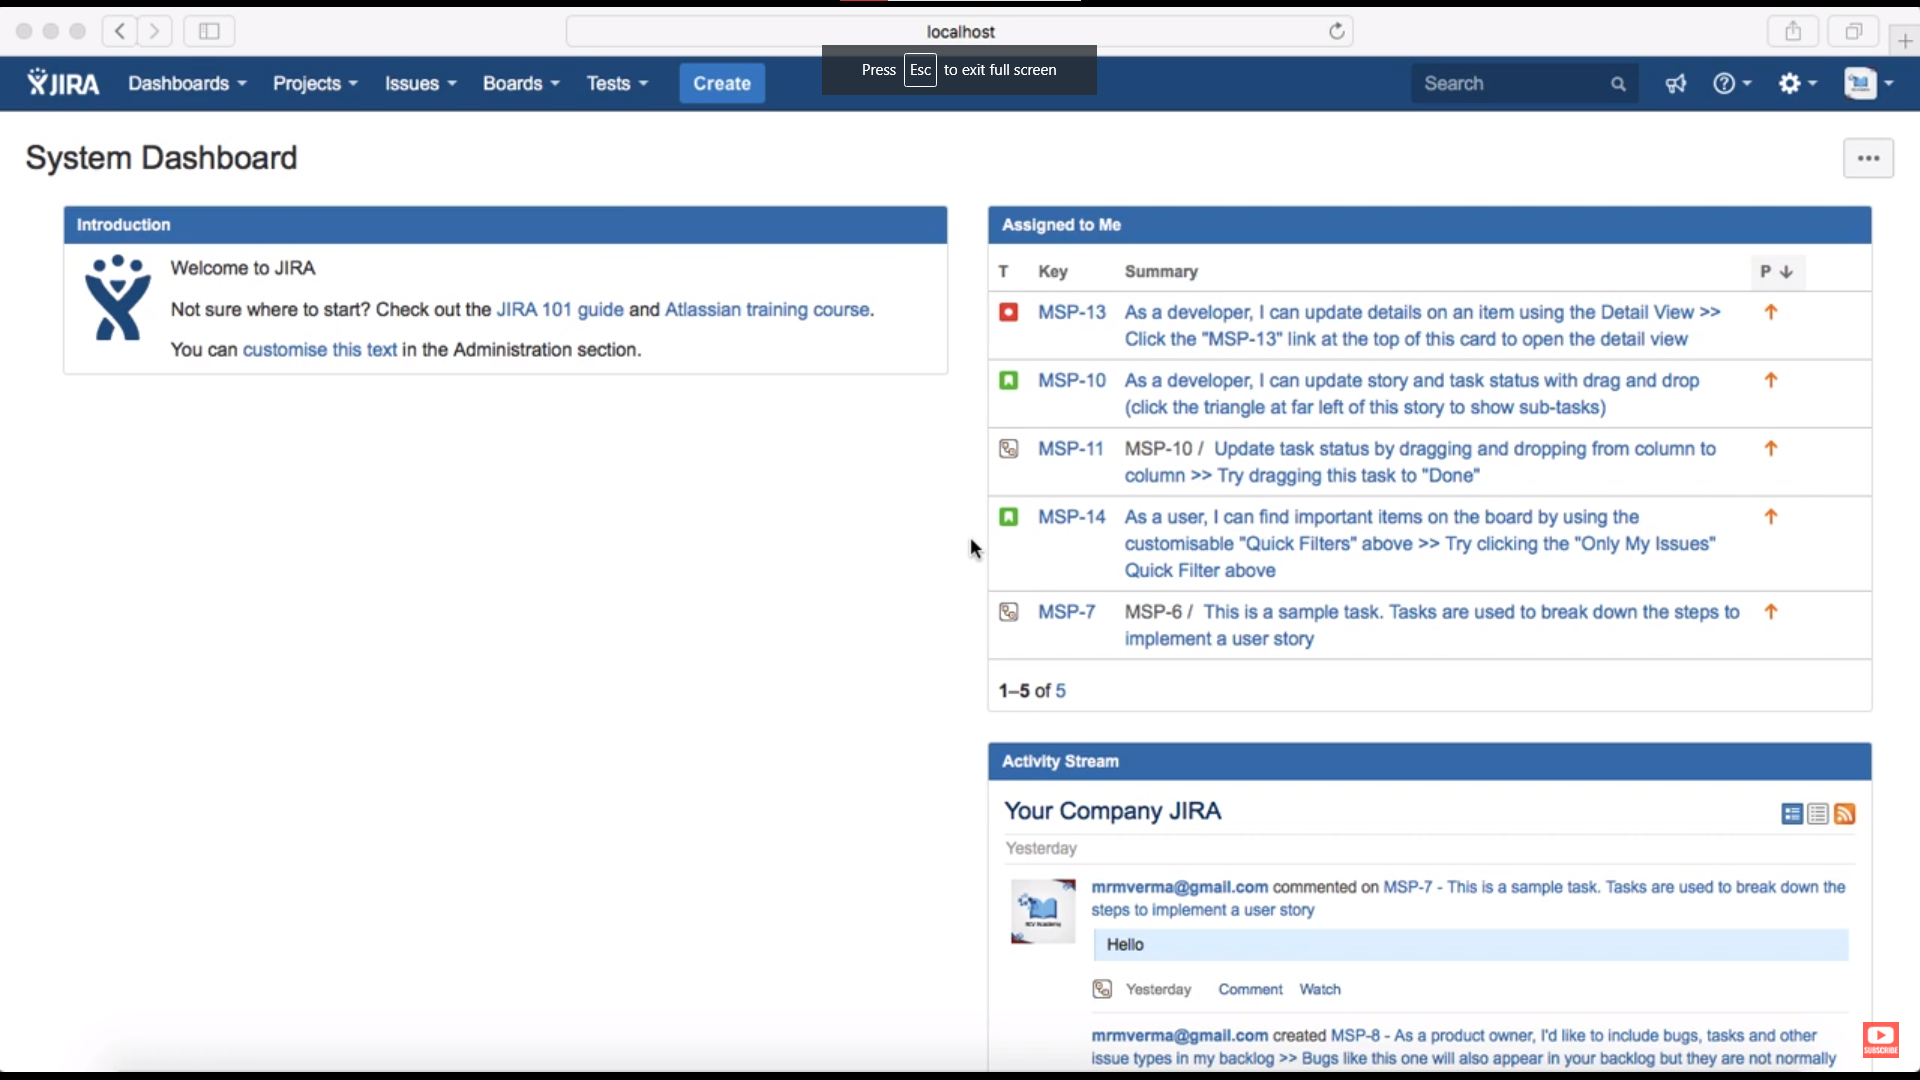 localhost
Press Esc to exit full screen
JIRA Dashboards Projects Issues Boards Tests Create Search
System Dashboard
Introduction
Welcome to JIRA
Not sure where to start? Check out the JIRA 101 guide and Atlassian training course.
You can customise this text in the Administration section.
Assigned to Me
T Key Summary P
MSP-13 As a developer, I can update details on an item using the Detail View >>
Click the "MSP-13" link at the top of this card to open the detail view
MSP-10 As a developer, I can update story and task status with drag and drop
(click the triangle at far left of this story to show sub-tasks)
MSP-11 MSP-10 / Update task status by dragging and dropping from column to
column >> Try dragging this task to "Done"
MSP-14 As a user, I can find important items on the board by using the
customisable "Quick Filters" above >> Try clicking the "Only My Issues"
Quick Filter above
MSP-7 MSP-6 / This is a sample task. Tasks are used to break down the steps to
implement a user story
1–5 of 5
Activity Stream
Your Company JIRA
Yesterday
mrmverma@gmail.com commented on MSP-7 - This is a sample task. Tasks are used to break down the
steps to implement a user story
Hello
Yesterday Comment Watch
mrmverma@gmail.com created MSP-8 - As a product owner, I'd like to include bugs, tasks and other
issue types in my backlog >> Bugs like this one will also appear in your backlog but they are not normally
SUBSCRIBE